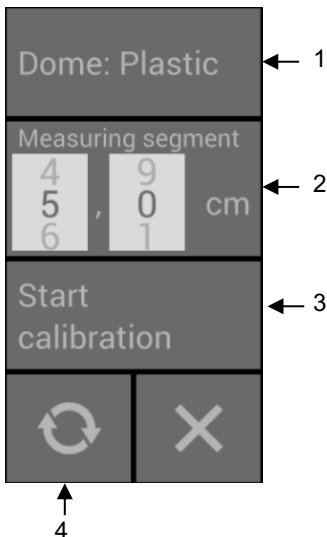 Dome: Plastic
1
Measuring segment
4 9
5 , 0 cm
6 1
2
Start
calibration
3
4